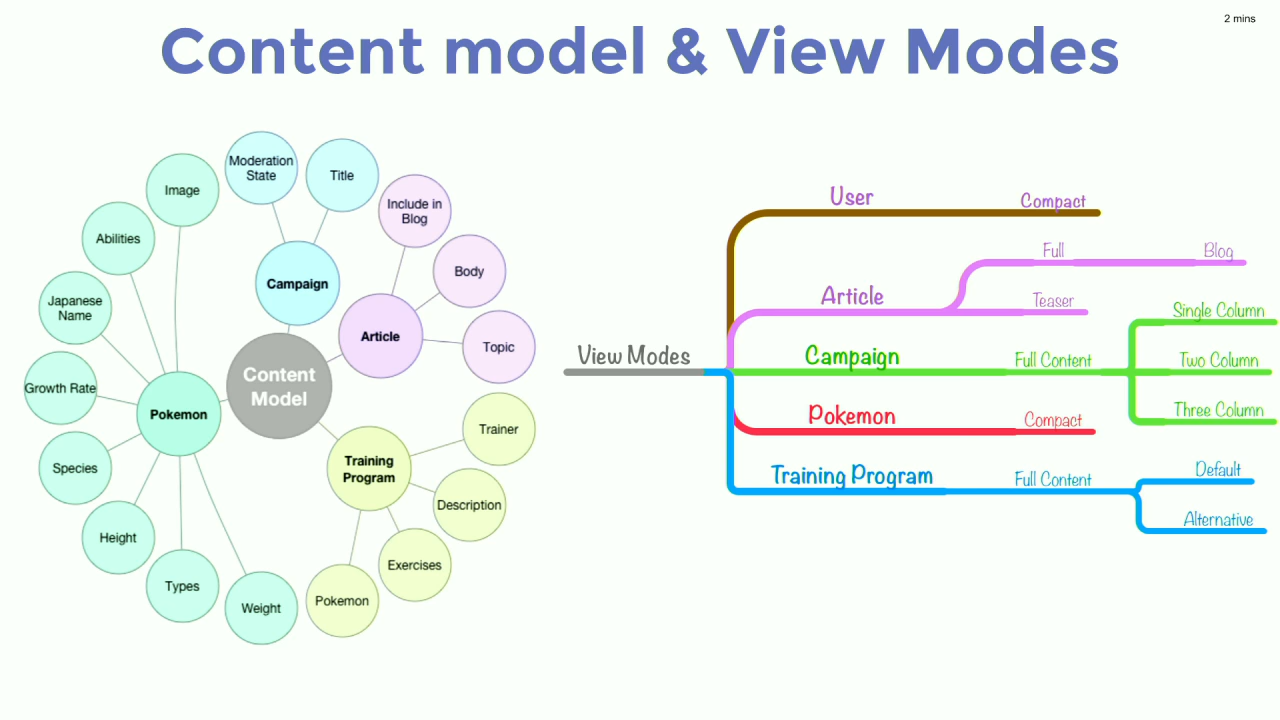 2 mins
Content model & View Modes
Moderation
State
Title
Image
Include in
Blog
Abilities
Body
Campaign
Japanese
Name
Article
Topic
Content
Model
Growth Rate
Pokemon
Trainer
Species
Training
Program
Description
Height
Exercises
Types
Weight
Pokemon
View Modes
User
Compact
Article
Full
Blog
Teaser
Campaign
Full Content
Single Column
Two Column
Three Column
Pokemon
Compact
Training Program
Full Content
Default
Alternative